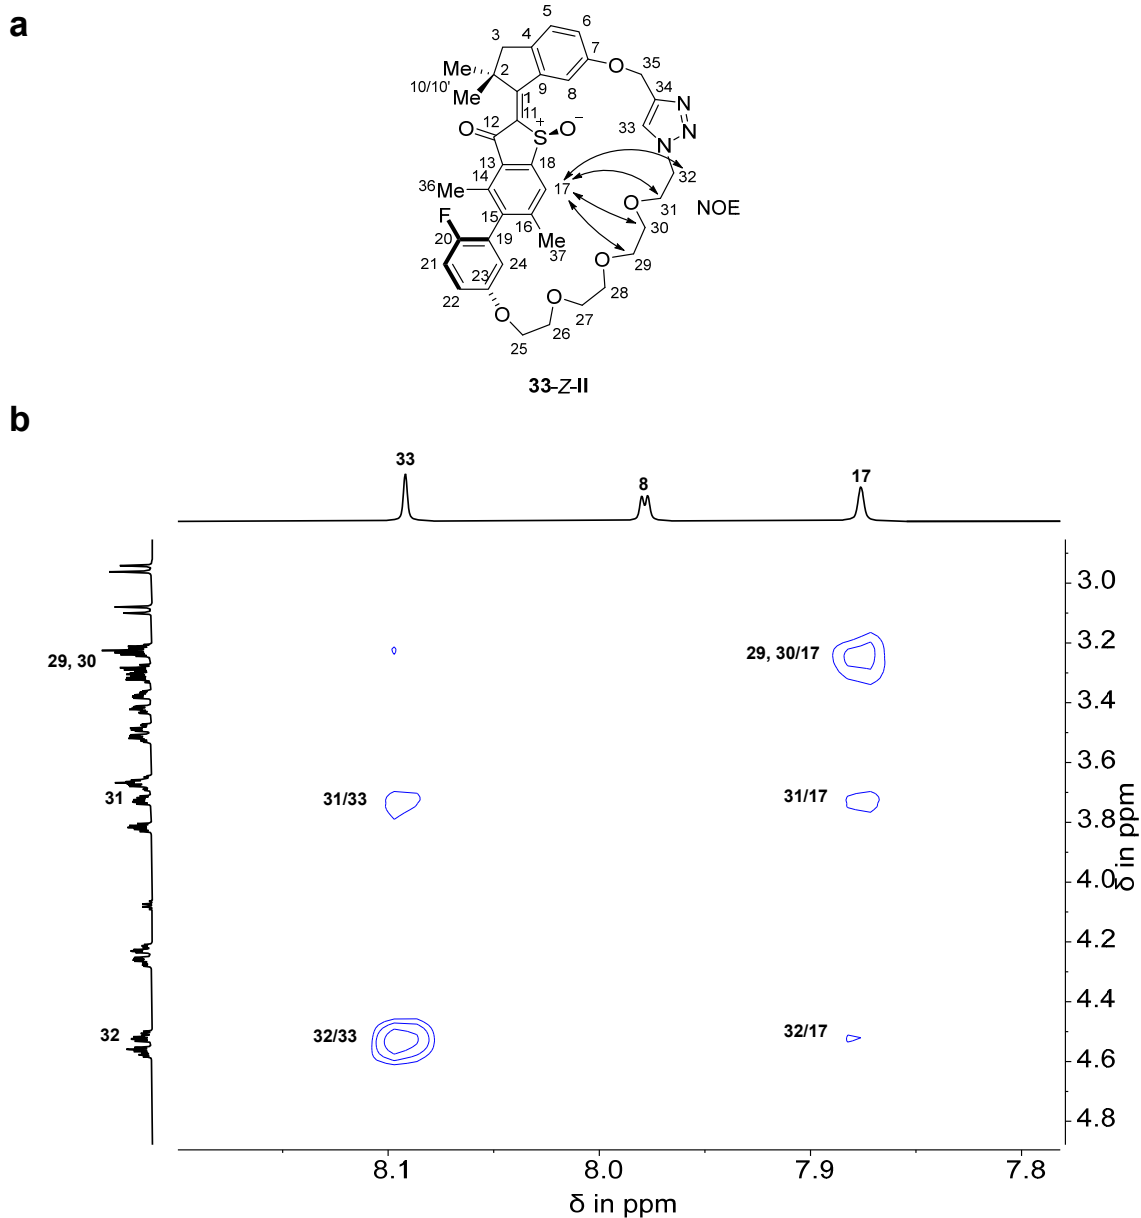 a
5
6
3
4
7
35
Me
2
O
10/10'
Me
9
8
34
1
N
12
11
+
–
33
N
O
S
O
N
13
18
32
14
17
36
Me
O
31
NOE
F
15
16
30
20
19
Me
37
O
29
21
23
24
28
22
O
27
O
26
25
33-Z-II
b
33
8
17
3.0
3.2
29, 30
29, 30/17
3.4
3.6
31
31/33
31/17
3.8
4.0
δ in ppm
4.2
4.4
32
32/33
32/17
4.6
4.8
8.1
8.0
7.9
7.8
δ in ppm